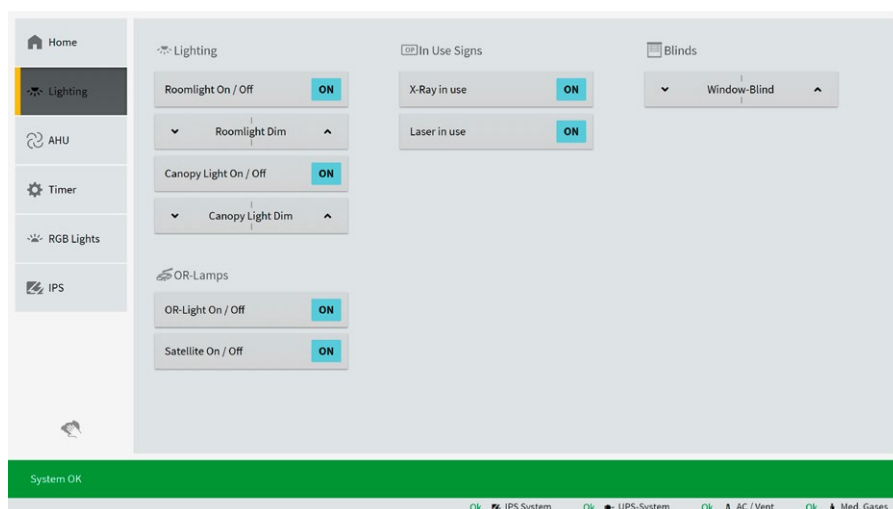 Home
Lighting
AHU
Timer
RGB Lights
IPS
Lighting
Roomlight On / Off ON
Roomlight Dim
Canopy Light On / Off ON
Canopy Light Dim
OR-Lamps
OR-Light On / Off ON
Satellite On / Off ON
OP In Use Signs
X-Ray in use ON
Laser in use ON
Blinds
Window-Blind
System OK
Ok IPS System Ok UPS-System Ok AC / Vent Ok Med. Gases